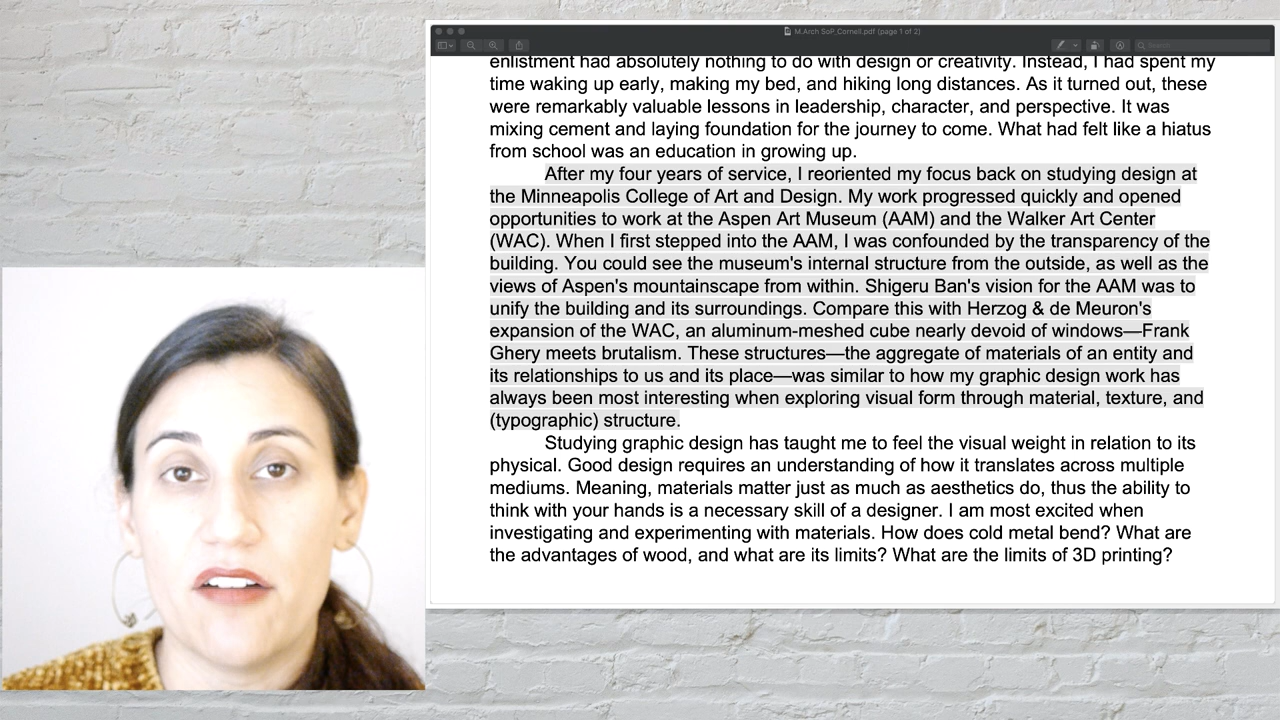 M.Arch SoP_Cornell.pdf (page 1 of 2)
Search
enlistment had absolutely nothing to do with design or creativity. Instead, I had spent my
time waking up early, making my bed, and hiking long distances. As it turned out, these
were remarkably valuable lessons in leadership, character, and perspective. It was
mixing cement and laying foundation for the journey to come. What had felt like a hiatus
from school was an education in growing up.
After my four years of service, I reoriented my focus back on studying design at
the Minneapolis College of Art and Design. My work progressed quickly and opened
opportunities to work at the Aspen Art Museum (AAM) and the Walker Art Center
(WAC). When I first stepped into the AAM, I was confounded by the transparency of the
building. You could see the museum's internal structure from the outside, as well as the
views of Aspen's mountainscape from within. Shigeru Ban's vision for the AAM was to
unify the building and its surroundings. Compare this with Herzog & de Meuron's
expansion of the WAC, an aluminum-meshed cube nearly devoid of windows—Frank
Ghery meets brutalism. These structures—the aggregate of materials of an entity and
its relationships to us and its place—was similar to how my graphic design work has
always been most interesting when exploring visual form through material, texture, and
(typographic) structure.
Studying graphic design has taught me to feel the visual weight in relation to its
physical. Good design requires an understanding of how it translates across multiple
mediums. Meaning, materials matter just as much as aesthetics do, thus the ability to
think with your hands is a necessary skill of a designer. I am most excited when
investigating and experimenting with materials. How does cold metal bend? What are
the advantages of wood, and what are its limits? What are the limits of 3D printing?